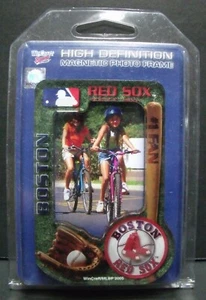 HIGH DEFINITION
MAGNETIC PHOTO FRAME
RED SOX
BOSTON
#1 FAN
BOSTON
RED SOX